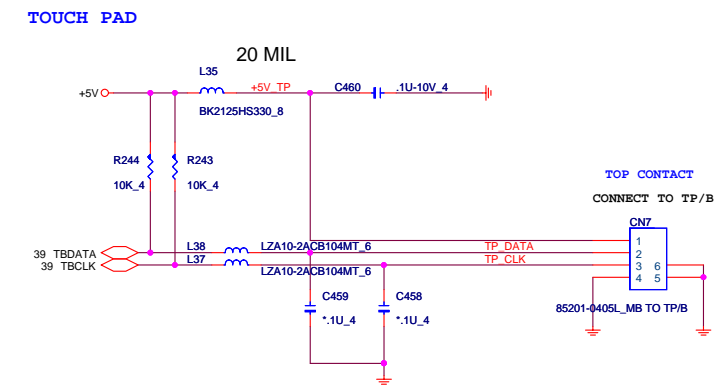 TOUCH PAD
20 MIL
L35
+5V
+5V_TP
C460
.1U-10V_4
BK2125HS330_8
R244
R243
10K_4
10K_4
TOP CONTACT
CONNECT TO TP/B
CN7
39 TBDATA
L38
LZA10-2ACB104MT_6
TP_DATA
39 TBCLK
L37
LZA10-2ACB104MT_6
TP_CLK
1
2
3 6
4 5
C459
C458
*.1U_4
*.1U_4
85201-0405L_MB TO TP/B